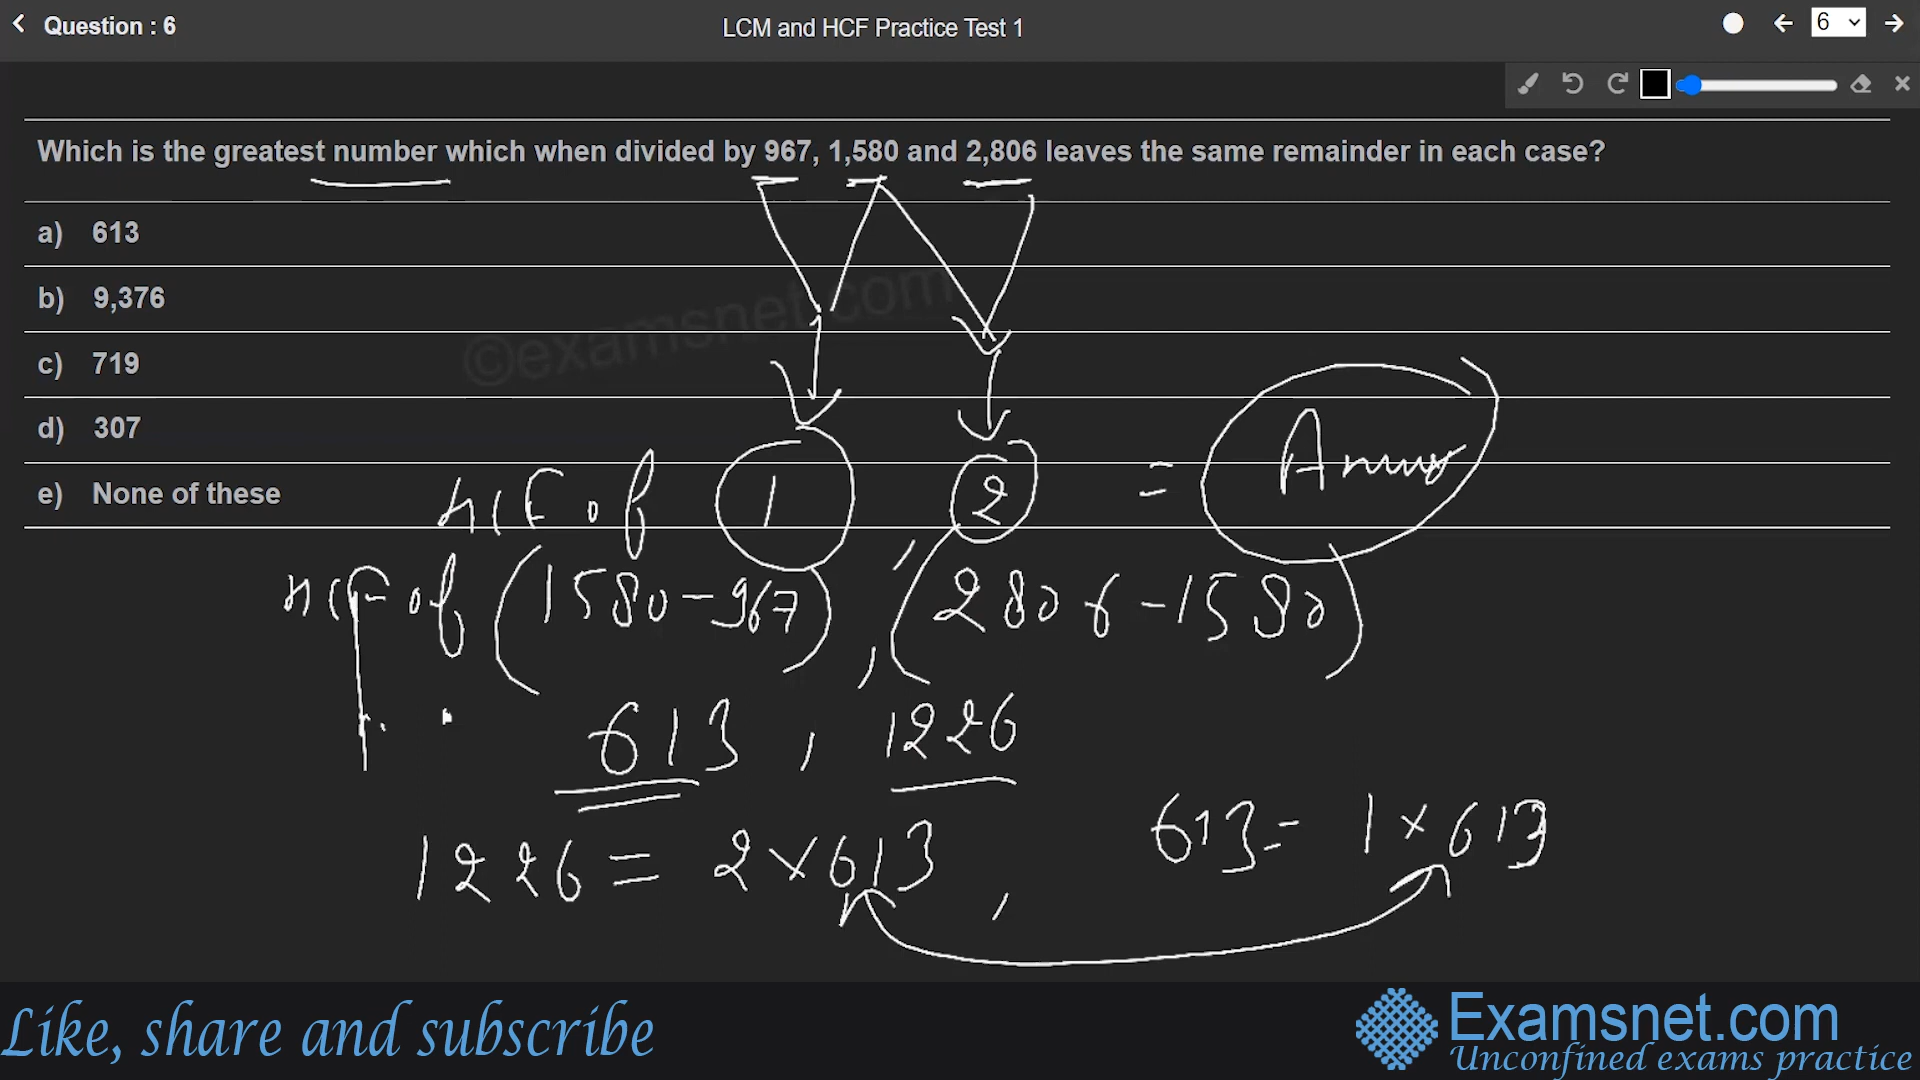 Question : 6
LCM and HCF Practice Test 1
6
Which is the greatest number which when divided by 967, 1,580 and 2,806 leaves the same remainder in each case?
a) 613
b) 9,376
c) 719
d) 307
e) None of these
©examsnet.com
HCF of 1 , 2 = Answer
HCF of (1580-967) , (2806-1580)
613 , 1226
1226 = 2×613 , 613 = 1×613
Like, share and subscribe
Examsnet.com
Unconfined exams practice